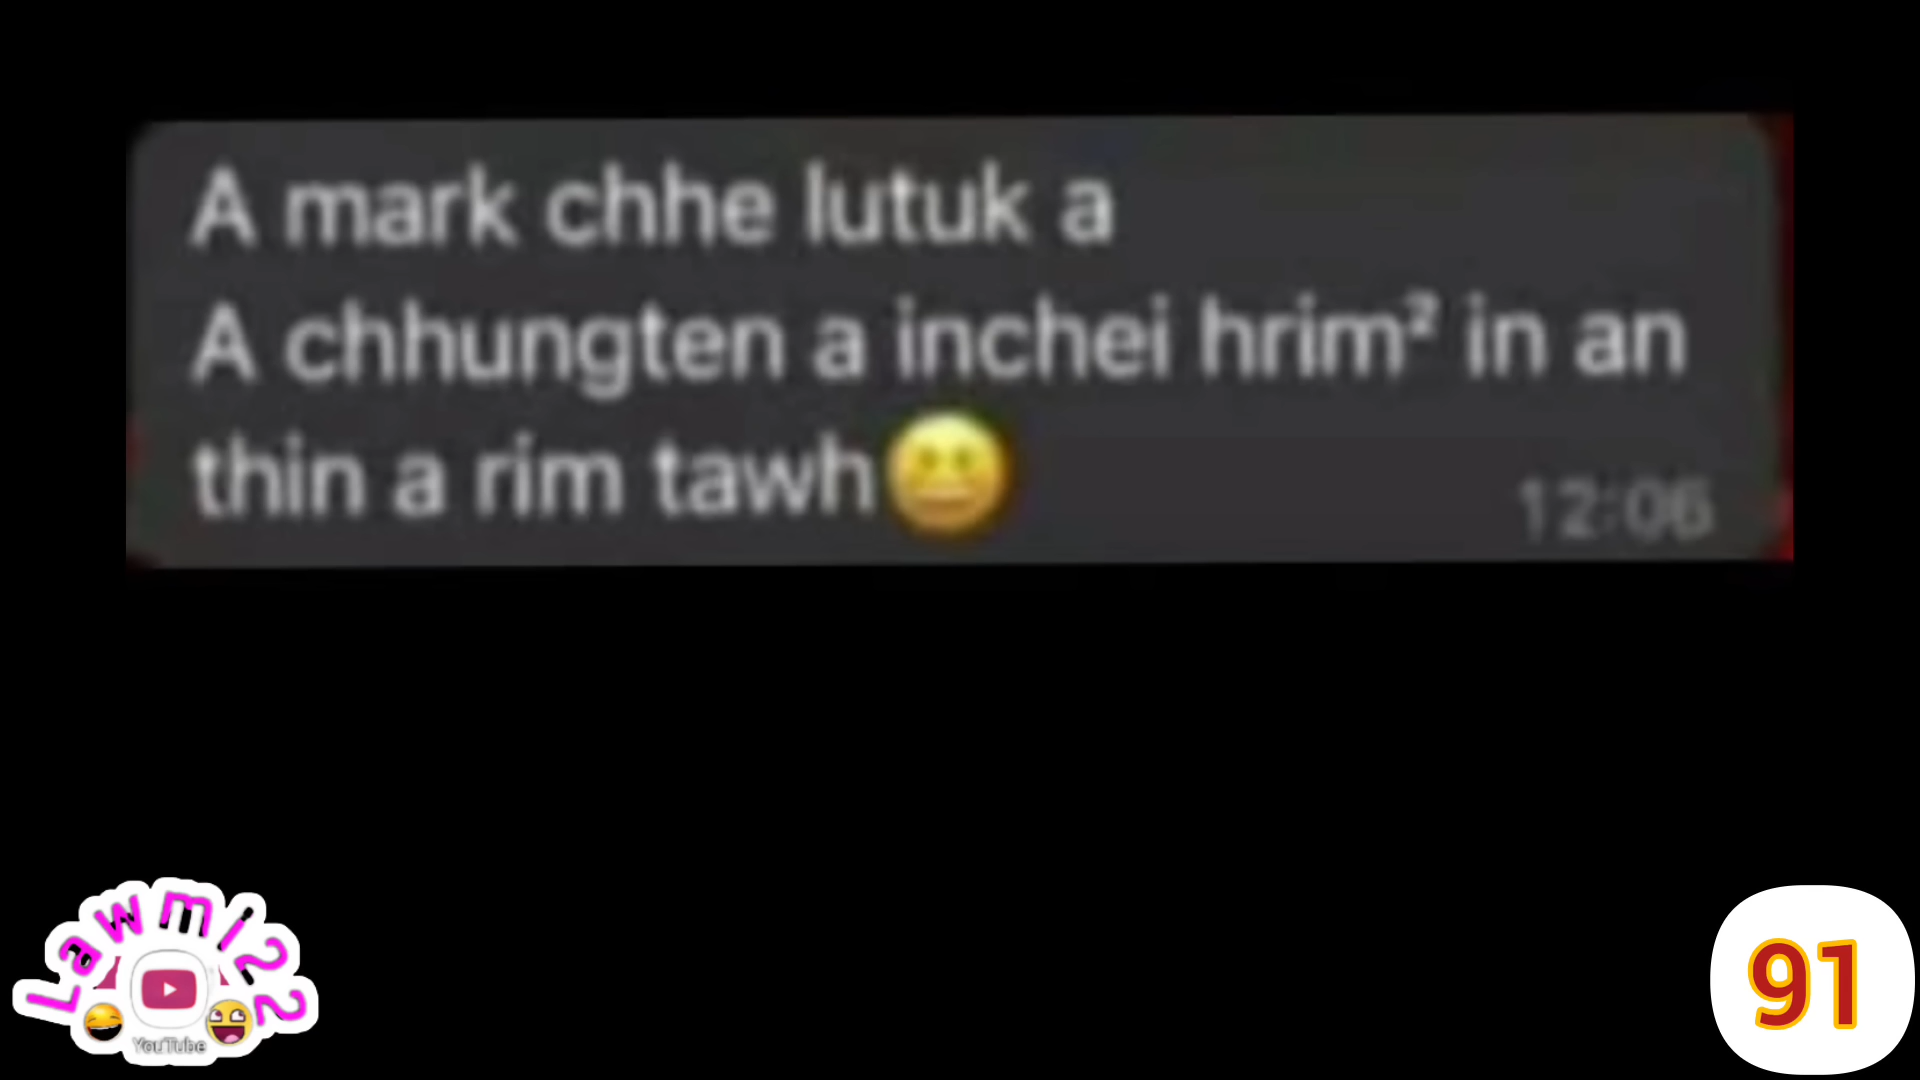 A mark chhe lutuk a
A chhungten a inchei hrim² in an
thin a rim tawh😀
12:06
Lawmi22
YouTube
91